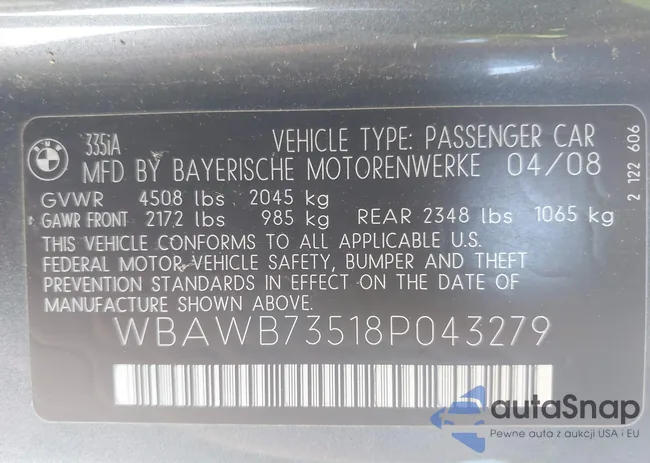 335iA VEHICLE TYPE: PASSENGER CAR
MFD BY BAYERISCHE MOTORENWERKE 04/08
GVWR 4508 lbs 2045 kg
GAWR FRONT 2172 lbs 985 kg REAR 2348 lbs 1065 kg
THIS VEHICLE CONFORMS TO ALL APPLICABLE U.S.
FEDERAL MOTOR VEHICLE SAFETY, BUMPER AND THEFT
PREVENTION STANDARDS IN EFFECT ON THE DATE OF
MANUFACTURE SHOWN ABOVE.
WBAWB73518P043279
2 122 606
BMW
autaSnap
Pewne auta z aukcji USA i EU